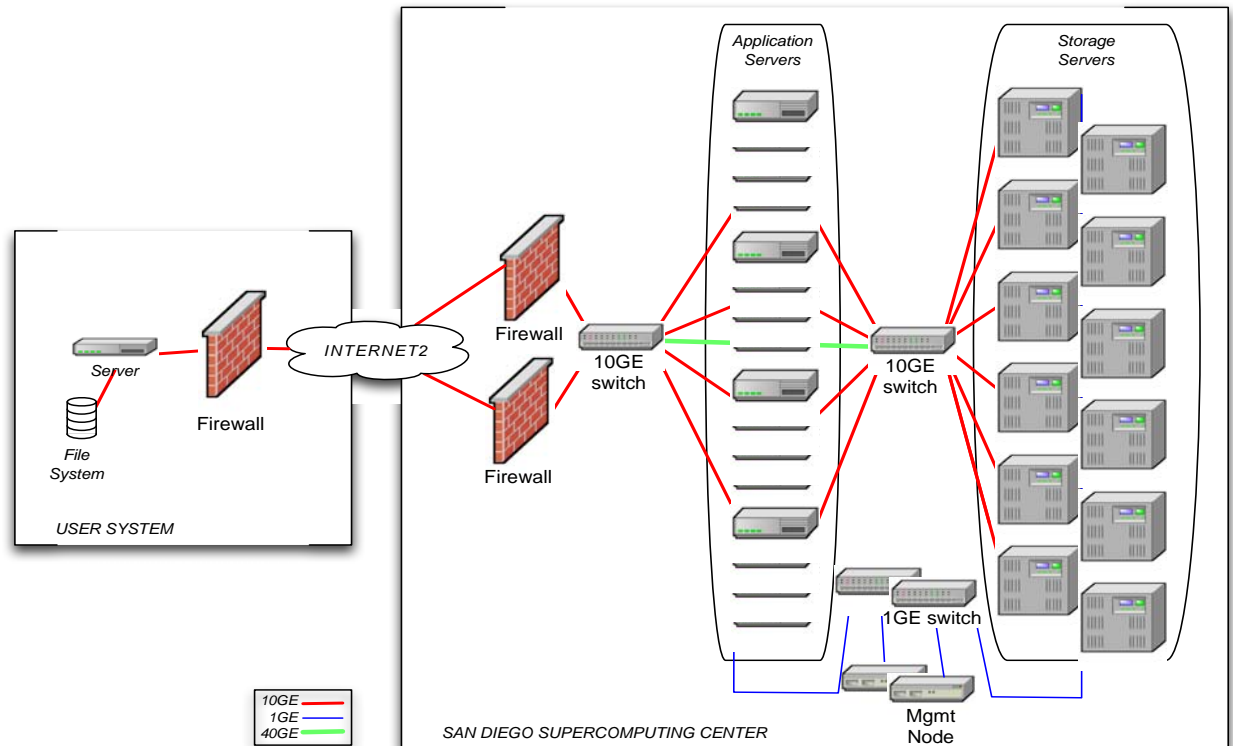 Application
Servers
Storage
Servers
INTERNET2
Server
File
System
Firewall
USER SYSTEM
Firewall
Firewall
10GE
switch
10GE
switch
1GE switch
Mgmt
Node
10GE
1GE
40GE
SAN DIEGO SUPERCOMPUTING CENTER